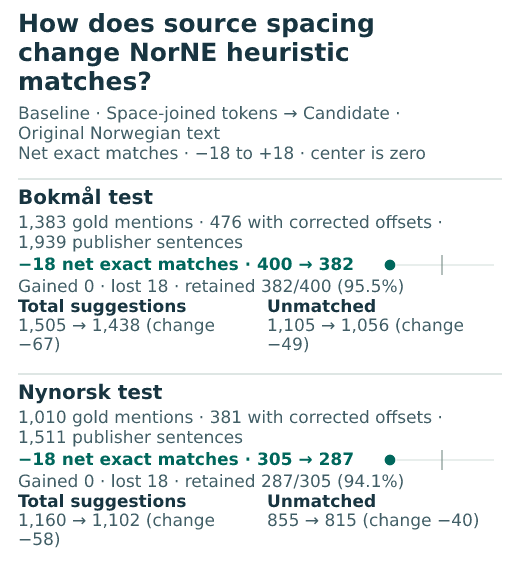 How does source spacing
change NorNE heuristic
matches?
Baseline · Space-joined tokens → Candidate ·
Original Norwegian text
Net exact matches · −18 to +18 · center is zero
Bokmål test
1,383 gold mentions · 476 with corrected offsets ·
1,939 publisher sentences
−18 net exact matches · 400 → 382
Gained 0 · lost 18 · retained 382/400 (95.5%)
Total suggestions
1,505 → 1,438 (change
−67)
Unmatched
1,105 → 1,056 (change
−49)
Nynorsk test
1,010 gold mentions · 381 with corrected offsets ·
1,511 publisher sentences
−18 net exact matches · 305 → 287
Gained 0 · lost 18 · retained 287/305 (94.1%)
Total suggestions
1,160 → 1,102 (change
−58)
Unmatched
855 → 815 (change −40)